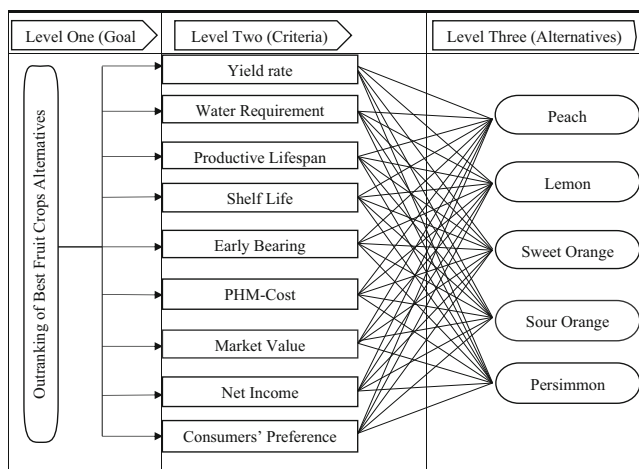 Level One (Goal
Level Two (Criteria)
Level Three (Alternatives)
Outranking of Best Fruit Crops Alternatives
Yield rate
Water Requirement
Productive Lifespan
Shelf Life
Early Bearing
PHM-Cost
Market Value
Net Income
Consumers' Preference
Peach
Lemon
Sweet Orange
Sour Orange
Persimmon